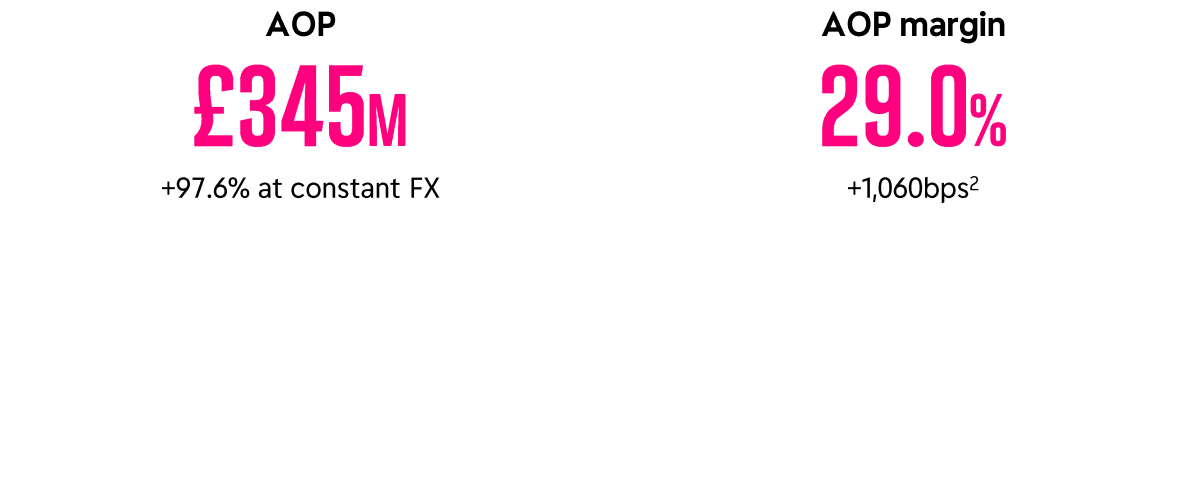 AOP
£345M
+97.6% at constant FX
AOP margin
29.0%
+1,060bps²